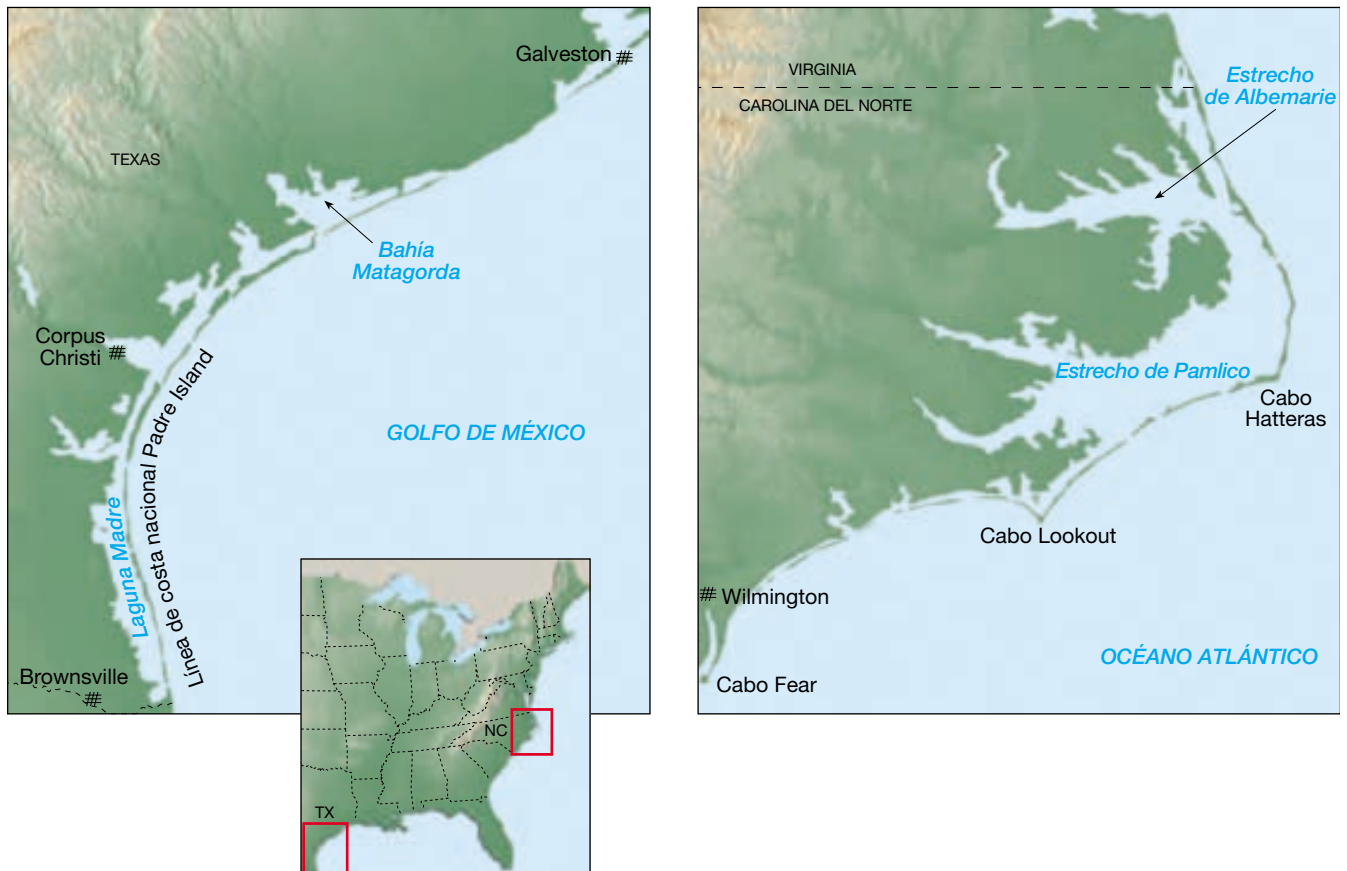 Galveston
TEXAS
Bahía
Matagorda
Corpus
Christi
Línea de costa nacional Padre Island
GOLFO DE MÉXICO
Laguna Madre
Brownsville
NC
TX
VIRGINIA
CAROLINA DEL NORTE
Estrecho
de Albemarie
Estrecho de Pamlico
Cabo
Hatteras
Cabo Lookout
Wilmington
OCÉANO ATLÁNTICO
Cabo Fear